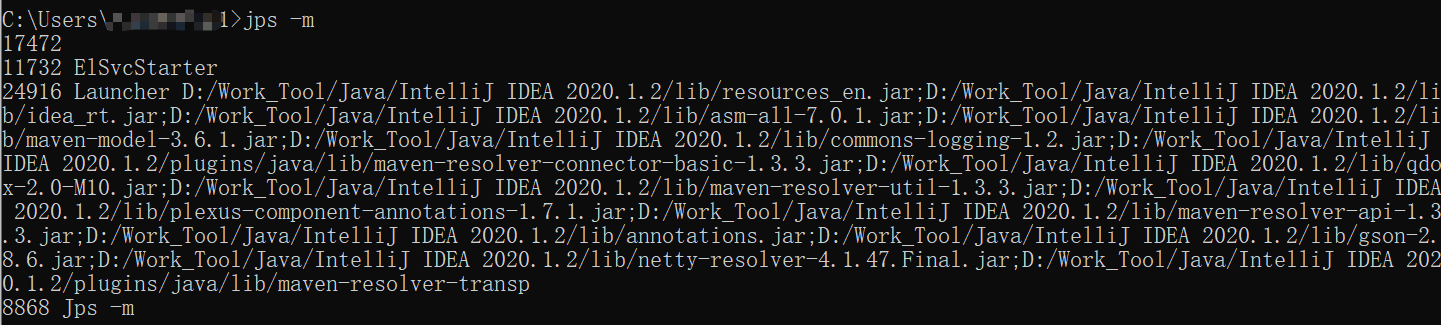 C:\Users\ 1>jps -m
17472
11732 ElSvcStarter
24916 Launcher D:/Work_Tool/Java/IntelliJ IDEA 2020.1.2/lib/resources_en.jar;D:/Work_Tool/Java/IntelliJ IDEA 2020.1.2/li
b/idea_rt.jar;D:/Work_Tool/Java/IntelliJ IDEA 2020.1.2/lib/asm-all-7.0.1.jar;D:/Work_Tool/Java/IntelliJ IDEA 2020.1.2/li
b/maven-model-3.6.1.jar;D:/Work_Tool/Java/IntelliJ IDEA 2020.1.2/lib/commons-logging-1.2.jar;D:/Work_Tool/Java/IntelliJ
IDEA 2020.1.2/plugins/java/lib/maven-resolver-connector-basic-1.3.3.jar;D:/Work_Tool/Java/IntelliJ IDEA 2020.1.2/lib/qdo
x-2.0-M10.jar;D:/Work_Tool/Java/IntelliJ IDEA 2020.1.2/lib/maven-resolver-util-1.3.3.jar;D:/Work_Tool/Java/IntelliJ IDEA
 2020.1.2/lib/plexus-component-annotations-1.7.1.jar;D:/Work_Tool/Java/IntelliJ IDEA 2020.1.2/lib/maven-resolver-api-1.3
.3.jar;D:/Work_Tool/Java/IntelliJ IDEA 2020.1.2/lib/annotations.jar;D:/Work_Tool/Java/IntelliJ IDEA 2020.1.2/lib/gson-2.
8.6.jar;D:/Work_Tool/Java/IntelliJ IDEA 2020.1.2/lib/netty-resolver-4.1.47.Final.jar;D:/Work_Tool/Java/IntelliJ IDEA 202
0.1.2/plugins/java/lib/maven-resolver-transp
8868 Jps -m